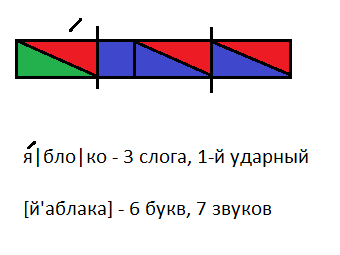 я́|бло|ко - 3 слога, 1-й ударный
[й'аблака] - 6 букв, 7 звуков